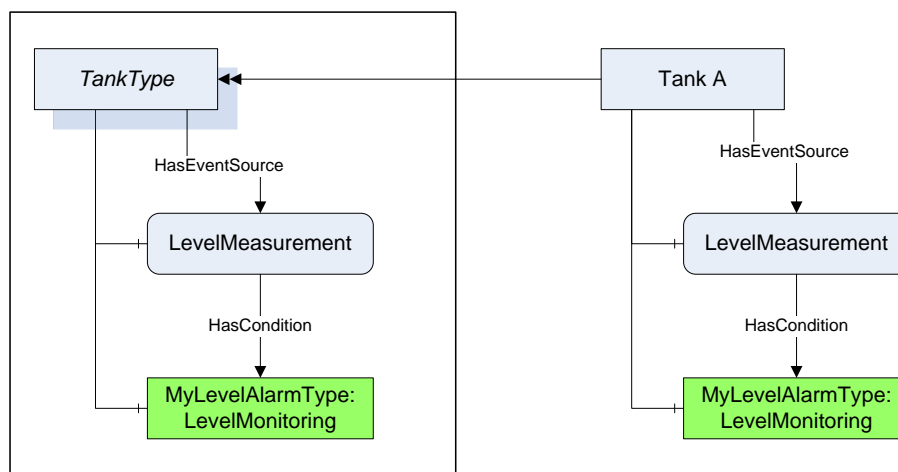 TankType
Tank A
HasEventSource
HasEventSource
LevelMeasurement
LevelMeasurement
HasCondition
HasCondition
MyLevelAlarmType:
LevelMonitoring
MyLevelAlarmType:
LevelMonitoring